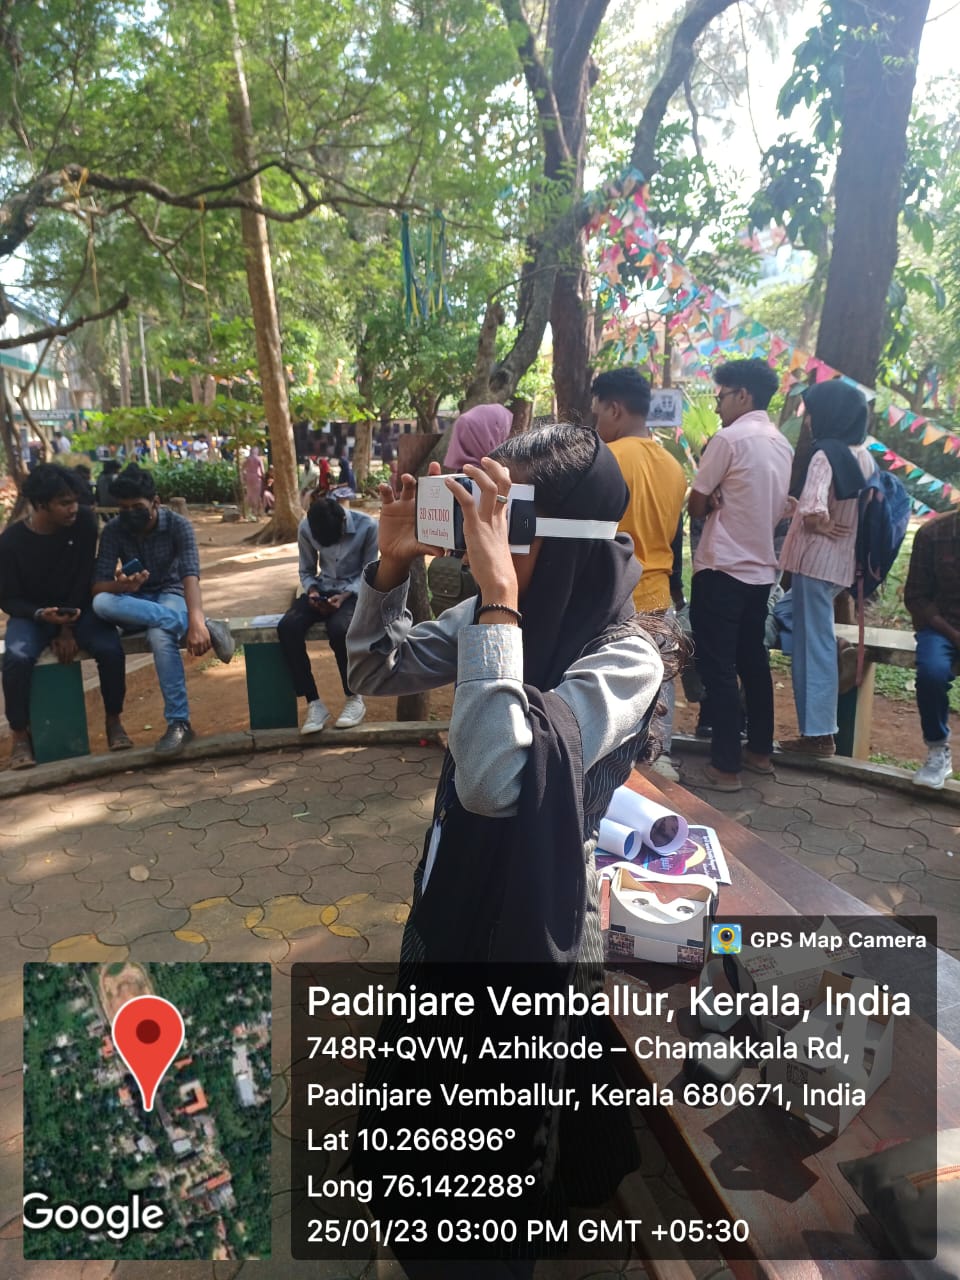 3D STUDIO
GPS Map Camera
Padinjare Vemballur, Kerala, India
748R+QVW, Azhikode – Chamakkala Rd,
Padinjare Vemballur, Kerala 680671, India
Lat 10.266896°
Long 76.142288°
25/01/23 03:00 PM GMT +05:30
Google